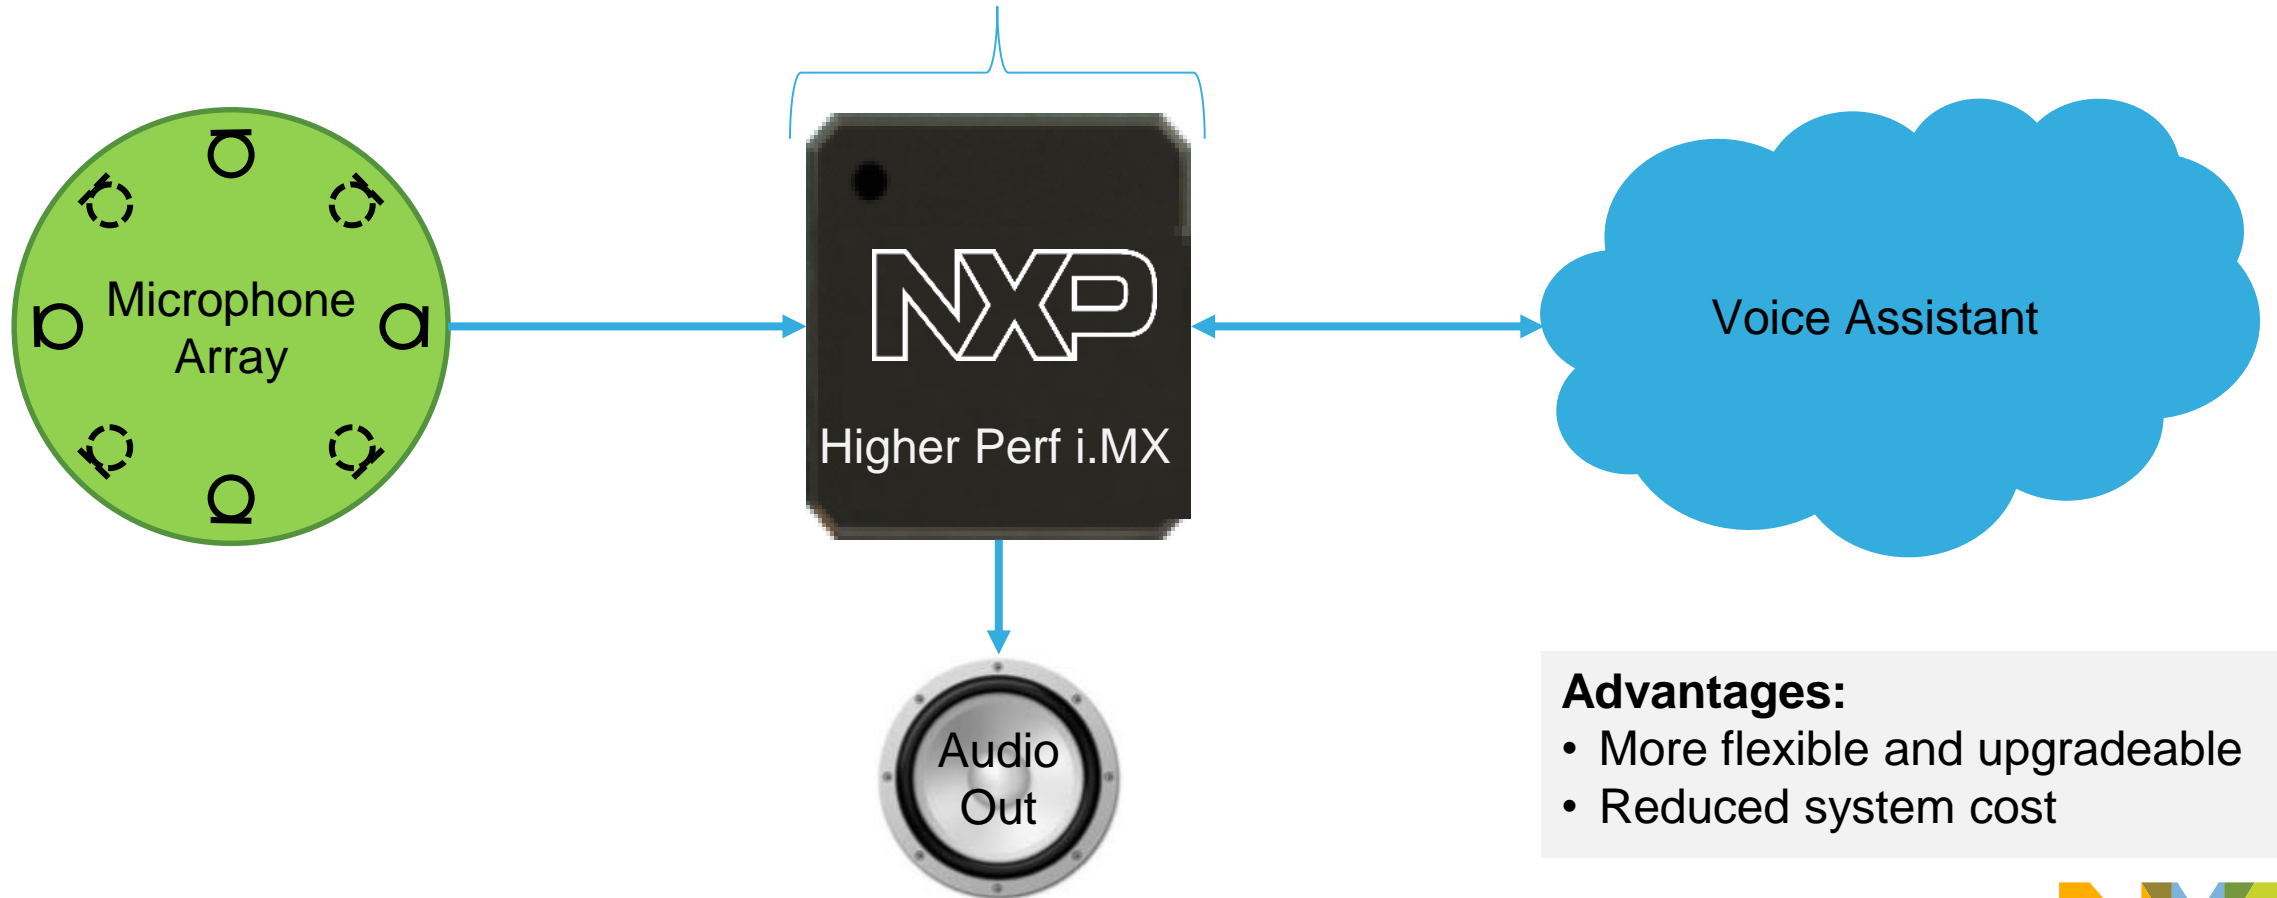 Microphone
Array
NXP
Higher Perf i.MX
Voice Assistant
Audio
Out
Advantages:
• More flexible and upgradeable
• Reduced system cost